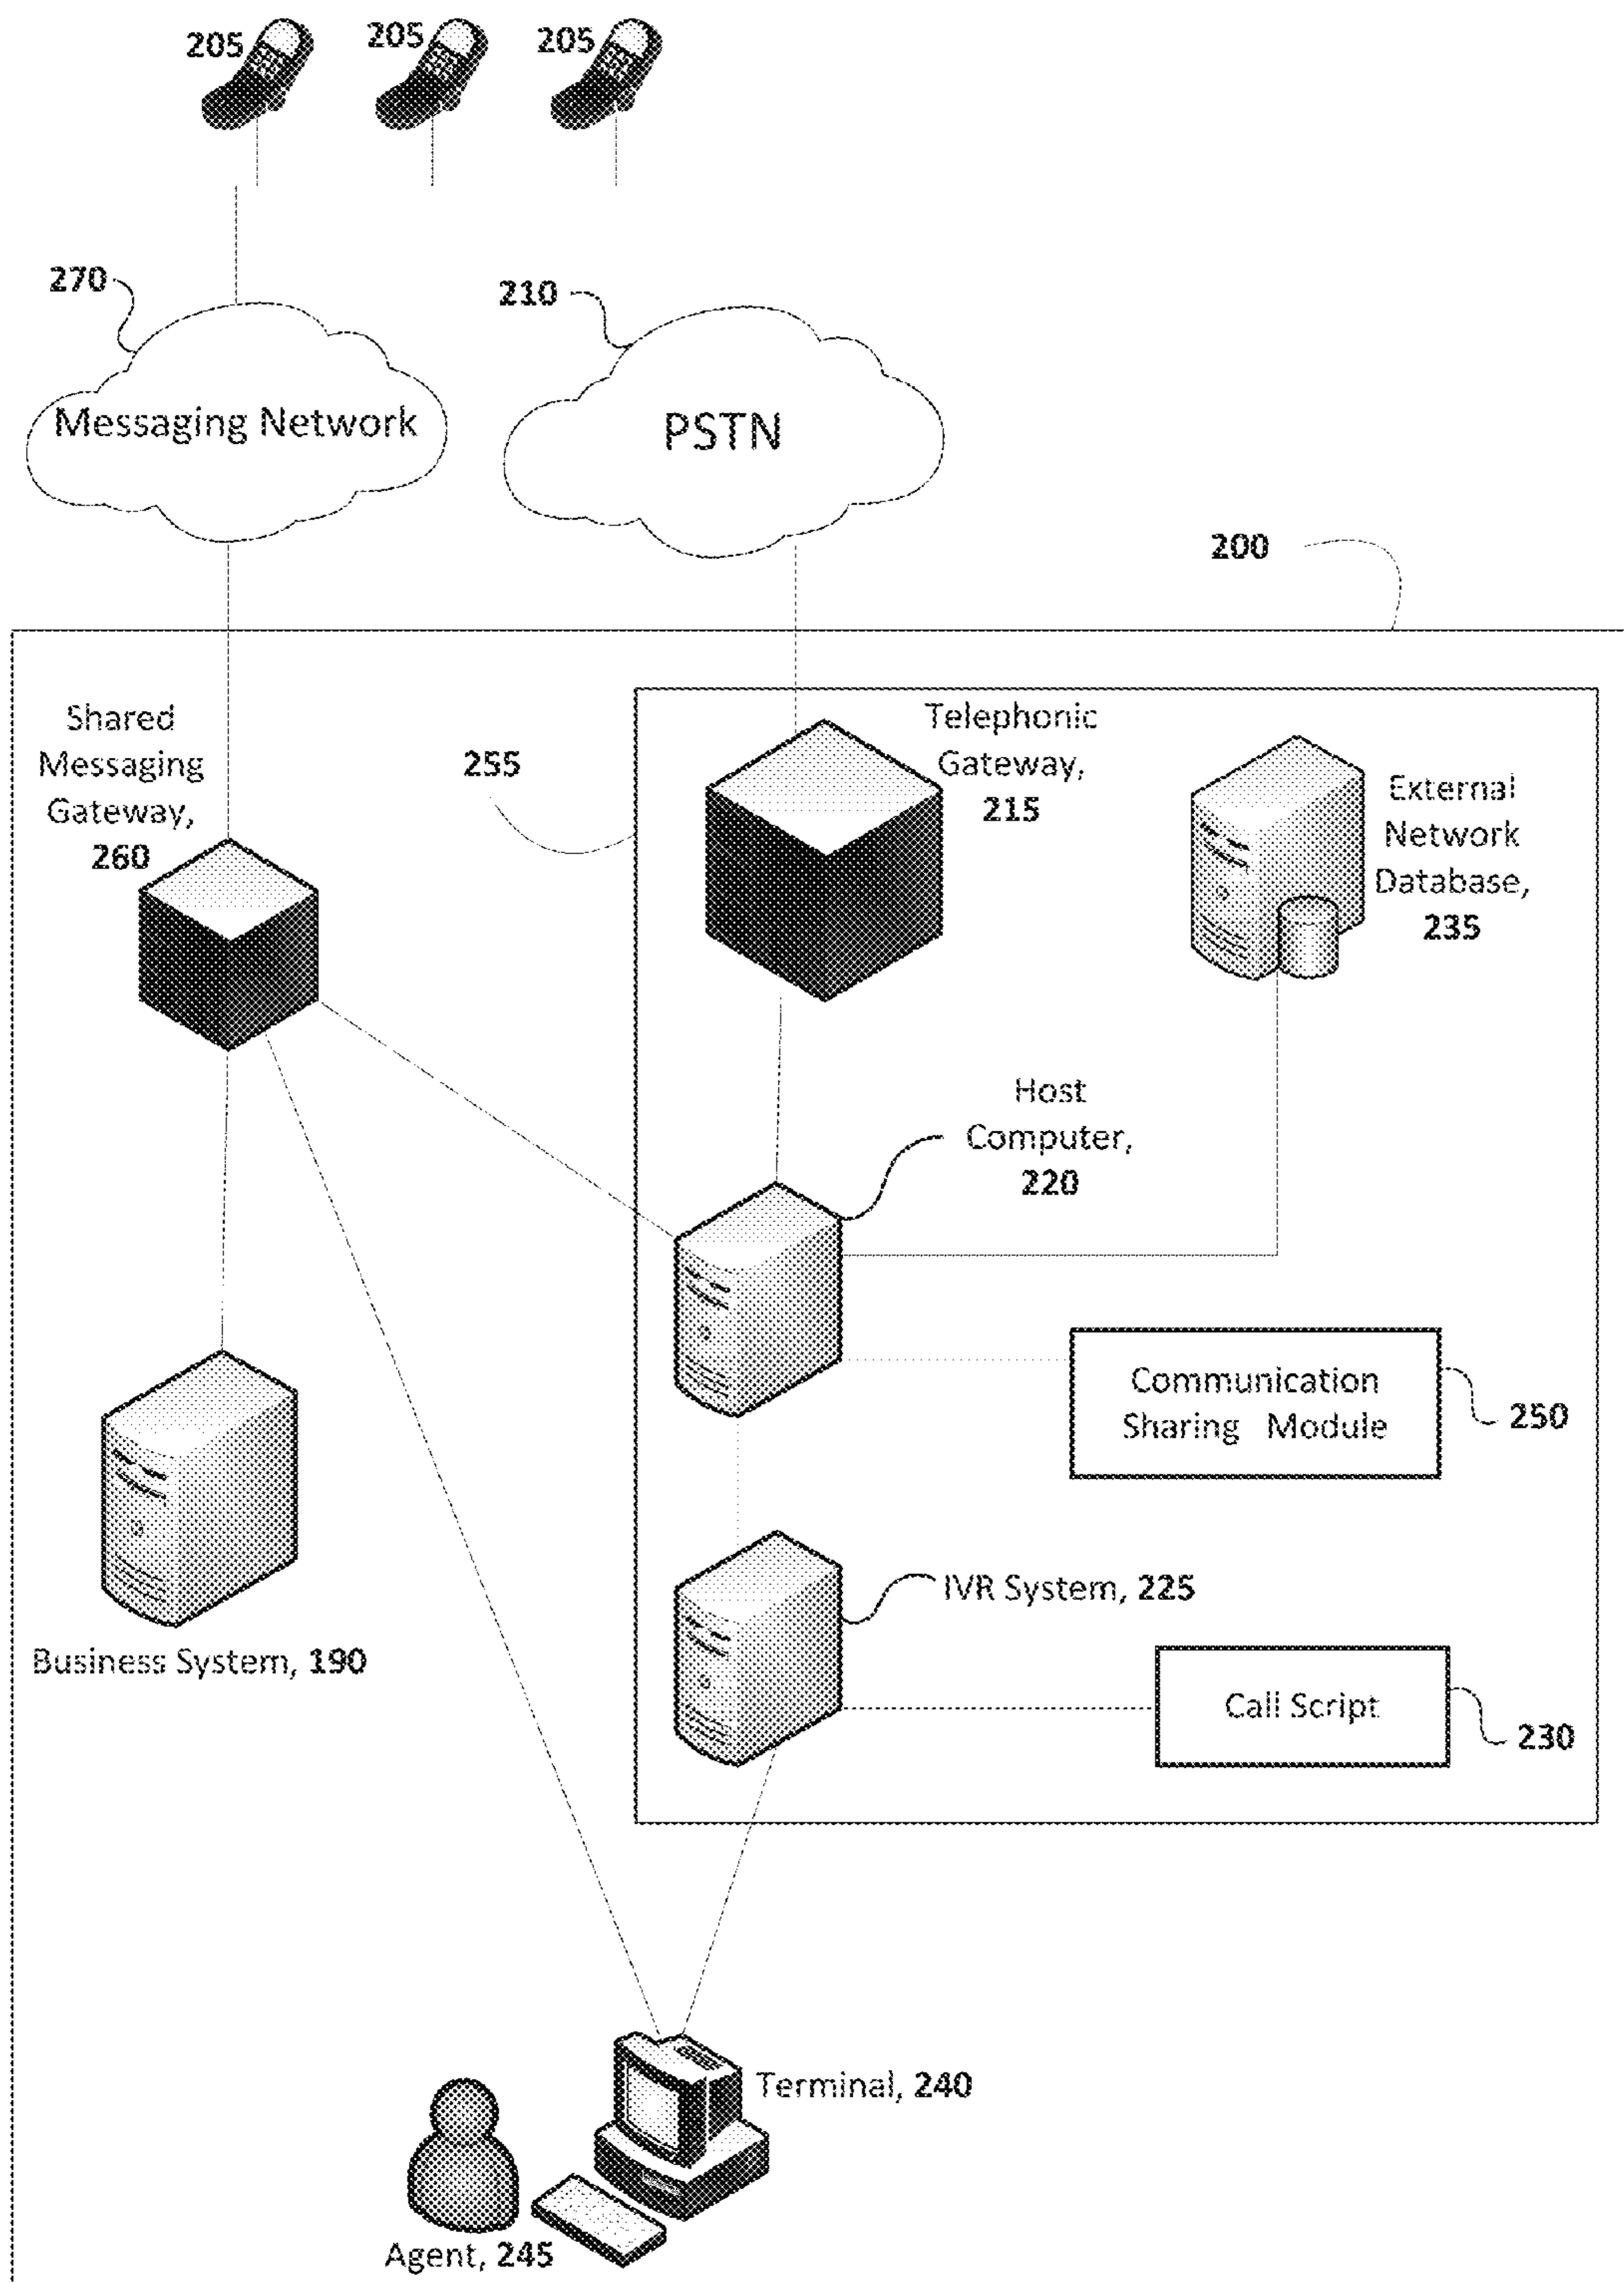 205
205
205
270
210
Messaging Network
PSTN
200
Shared
Messaging
Gateway,
260
255
Telephonic
Gateway,
215
External
Network
Database,
235
Host
Computer,
220
Communication
Sharing Module
250
IVR System, 225
Business System, 190
Call Script
230
Terminal, 240
Agent, 245